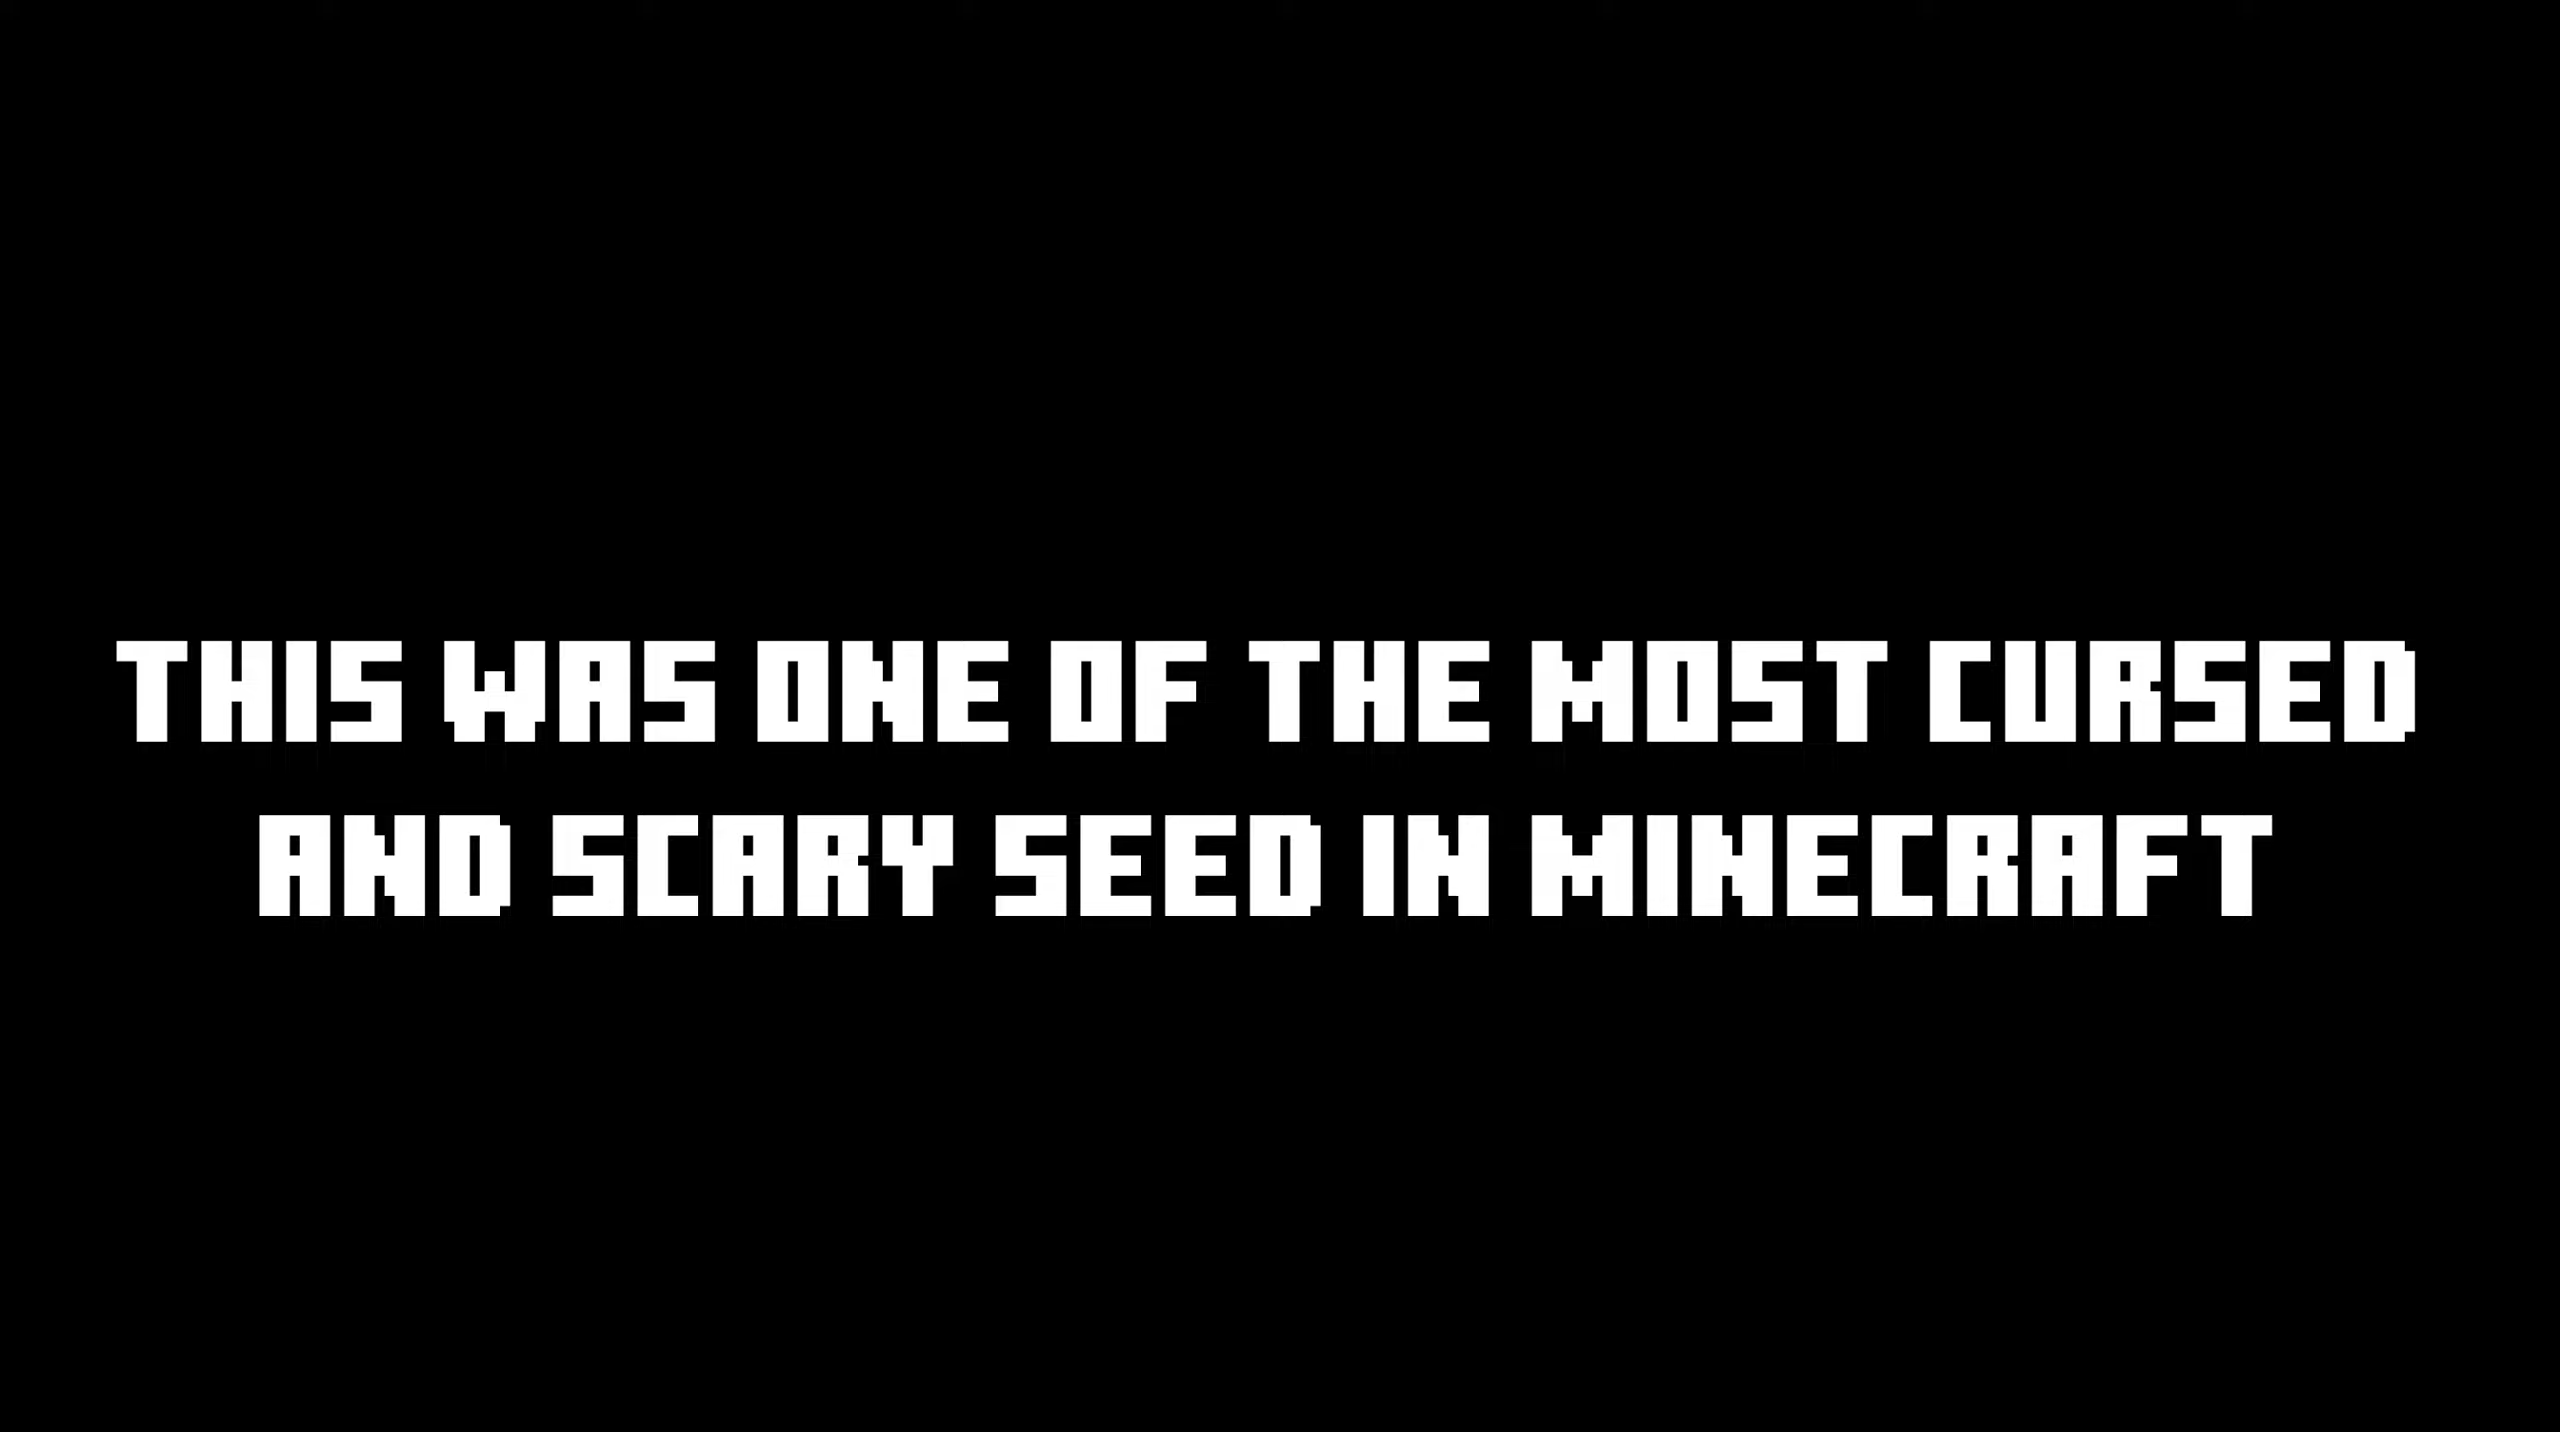 THIS WAS ONE OF THE MOST CURSED
AND SCARY SEED IN MINECRAFT